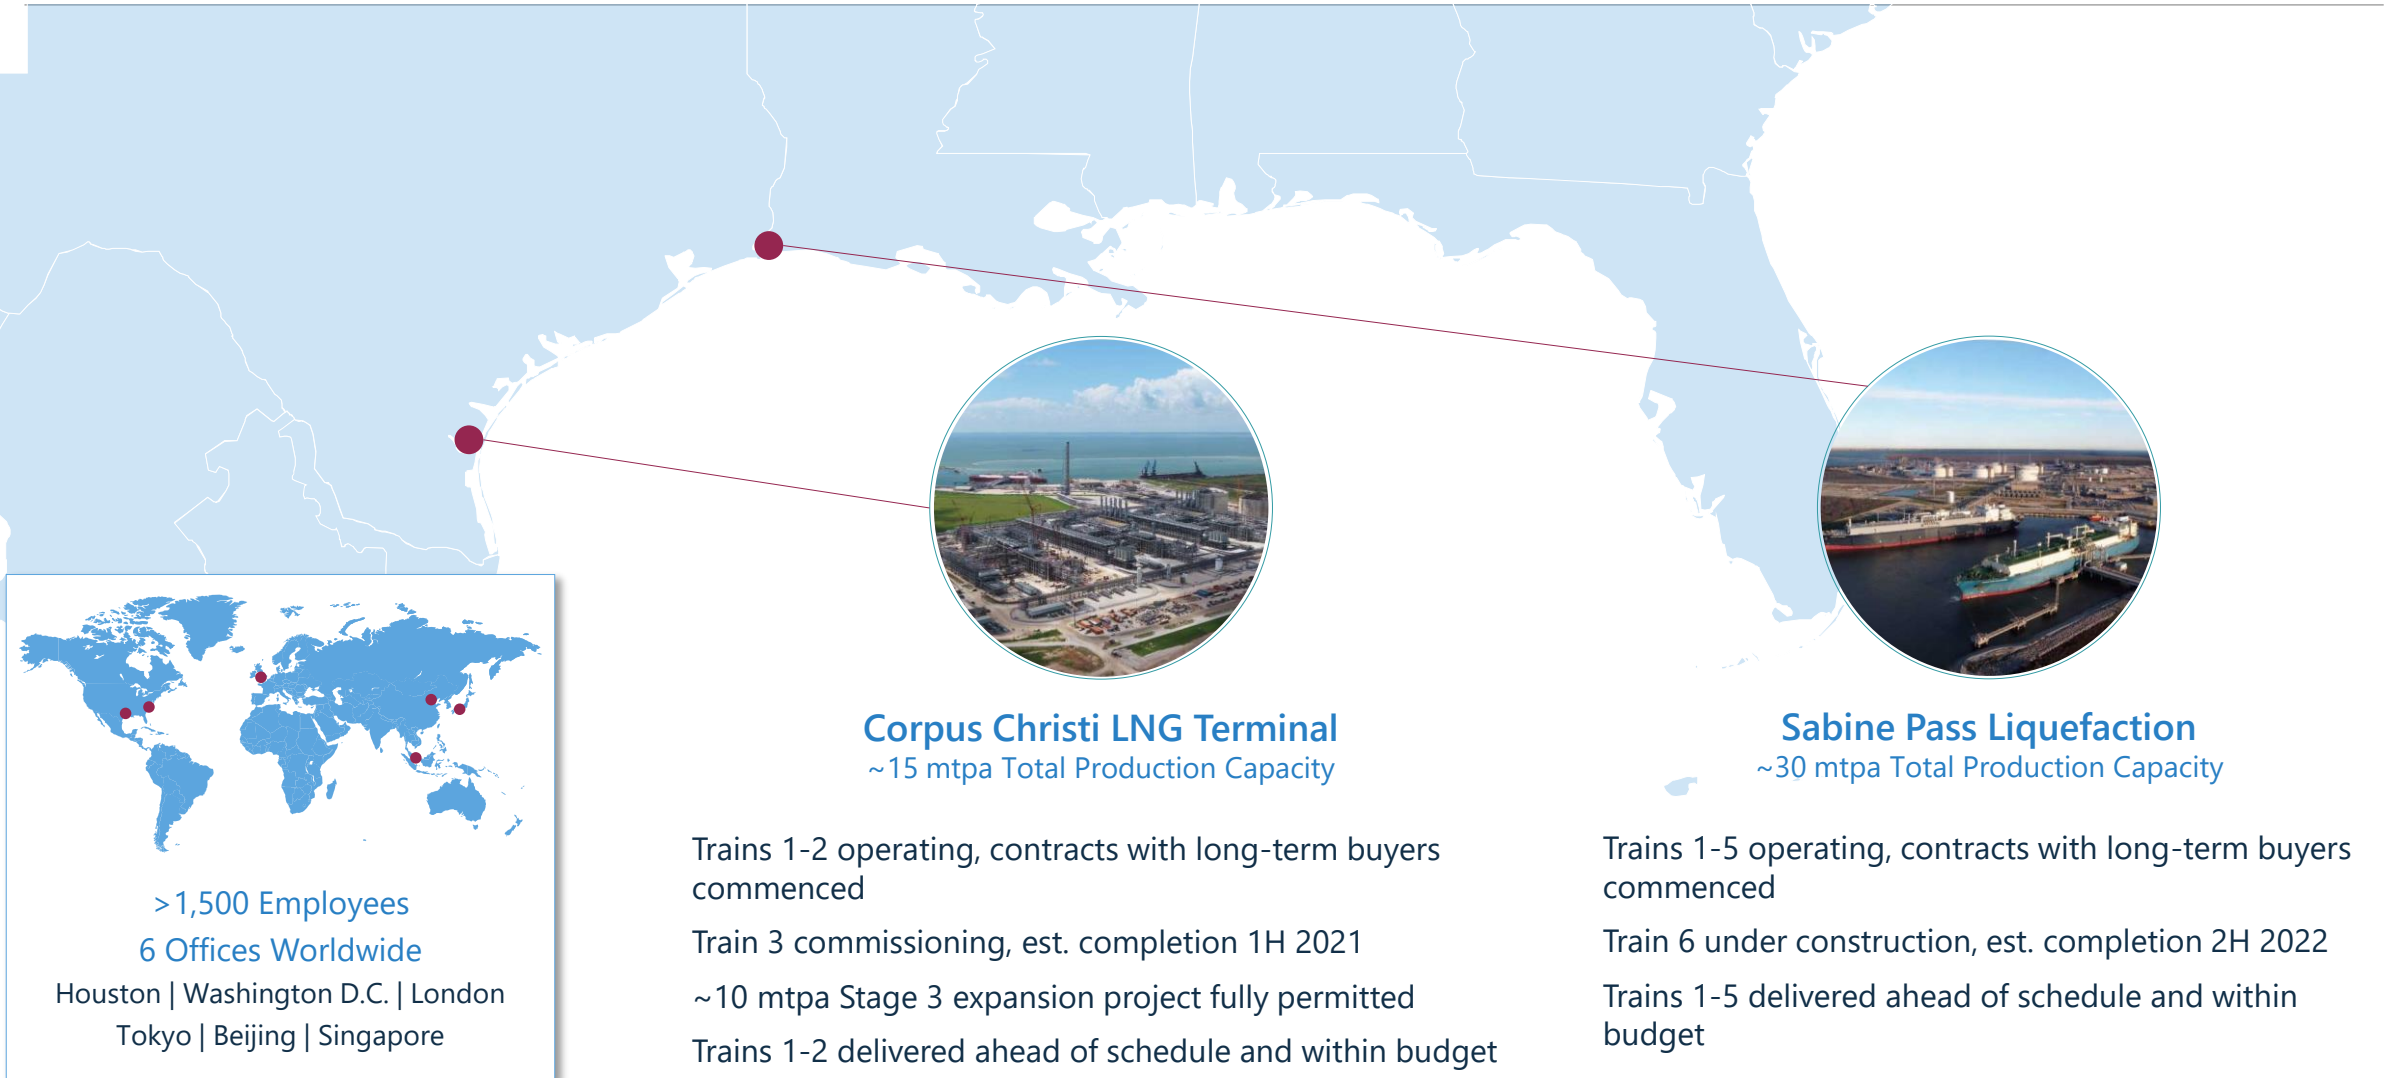 Corpus Christi LNG Terminal
~15 mtpa Total Production Capacity
Trains 1-2 operating, contracts with long-term buyers
commenced
Train 3 commissioning, est. completion 1H 2021
~10 mtpa Stage 3 expansion project fully permitted
Trains 1-2 delivered ahead of schedule and within budget
Sabine Pass Liquefaction
~30 mtpa Total Production Capacity
Trains 1-5 operating, contracts with long-term buyers
commenced
Train 6 under construction, est. completion 2H 2022
Trains 1-5 delivered ahead of schedule and within
budget
>1,500 Employees
6 Offices Worldwide
Houston | Washington D.C. | London
Tokyo | Beijing | Singapore